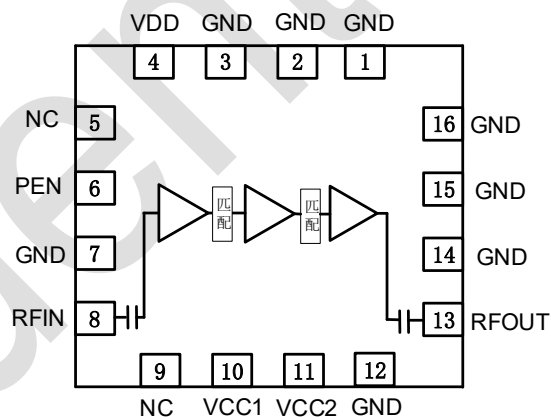 VDD GND GND GND
4 3 2 1
NC 5
16 GND
PEN 6
15 GND
匹配 匹配
GND 7
14 GND
RFIN 8
13 RFOUT
9 10 11 12
NC VCC1 VCC2 GND